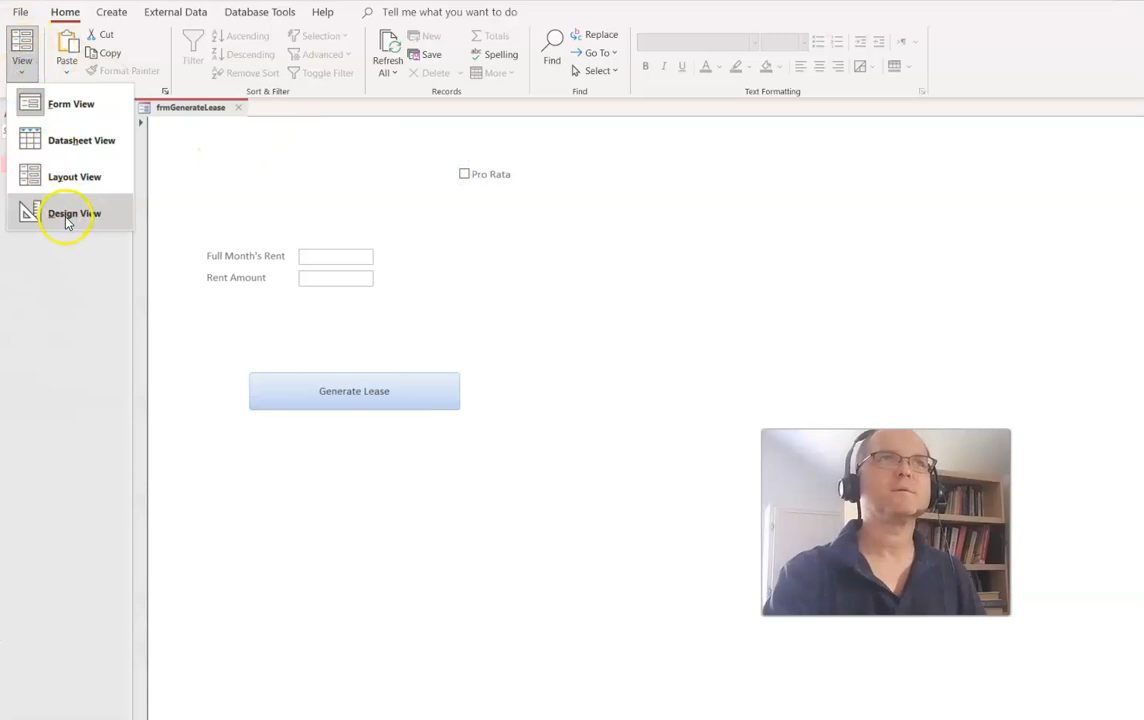 File Home Create External Data Database Tools Help Tell me what you want to do
View
Paste
Cut
Copy
Format Painter
Filter
Ascending
Descending
Remove Sort
Selection
Advanced
Toggle Filter
Sort & Filter
Refresh
All
New
Save
Delete
Totals
Spelling
More
Records
Find
Replace
Go To
Select
Find
B I U A
Text Formatting
Form View
Datasheet View
Layout View
Design View
frmGenerateLease
Pro Rata
Full Month's Rent
Rent Amount
Generate Lease